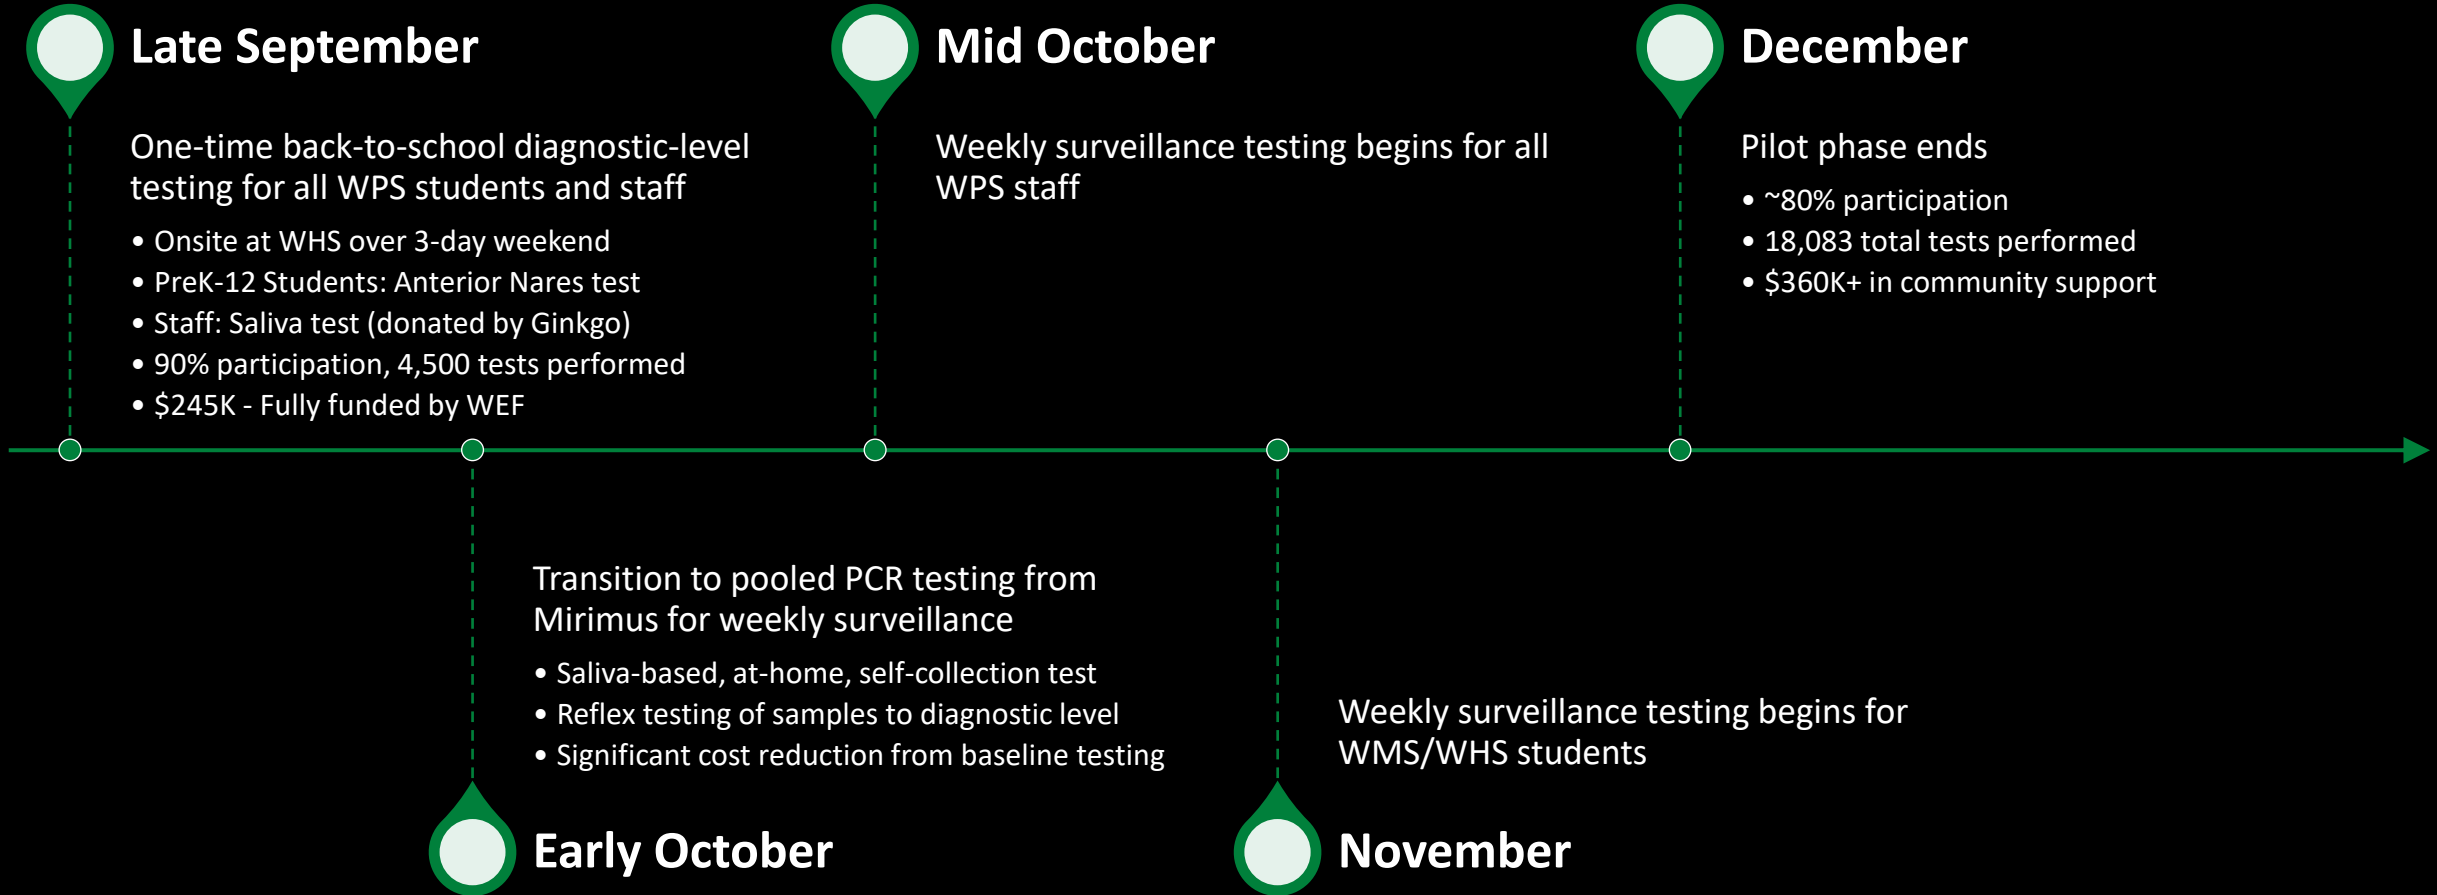 Late September
One-time back-to-school diagnostic-level
testing for all WPS students and staff
• Onsite at WHS over 3-day weekend
• PreK-12 Students: Anterior Nares test
• Staff: Saliva test (donated by Ginkgo)
• 90% participation, 4,500 tests performed
• $245K - Fully funded by WEF
Transition to pooled PCR testing from
Mirimus for weekly surveillance
• Saliva-based, at-home, self-collection test
• Reflex testing of samples to diagnostic level
• Significant cost reduction from baseline testing
Early October
Mid October
Weekly surveillance testing begins for all
WPS staff
Weekly surveillance testing begins for
WMS/WHS students
November
December
Pilot phase ends
• ~80% participation
• 18,083 total tests performed
• $360K+ in community support